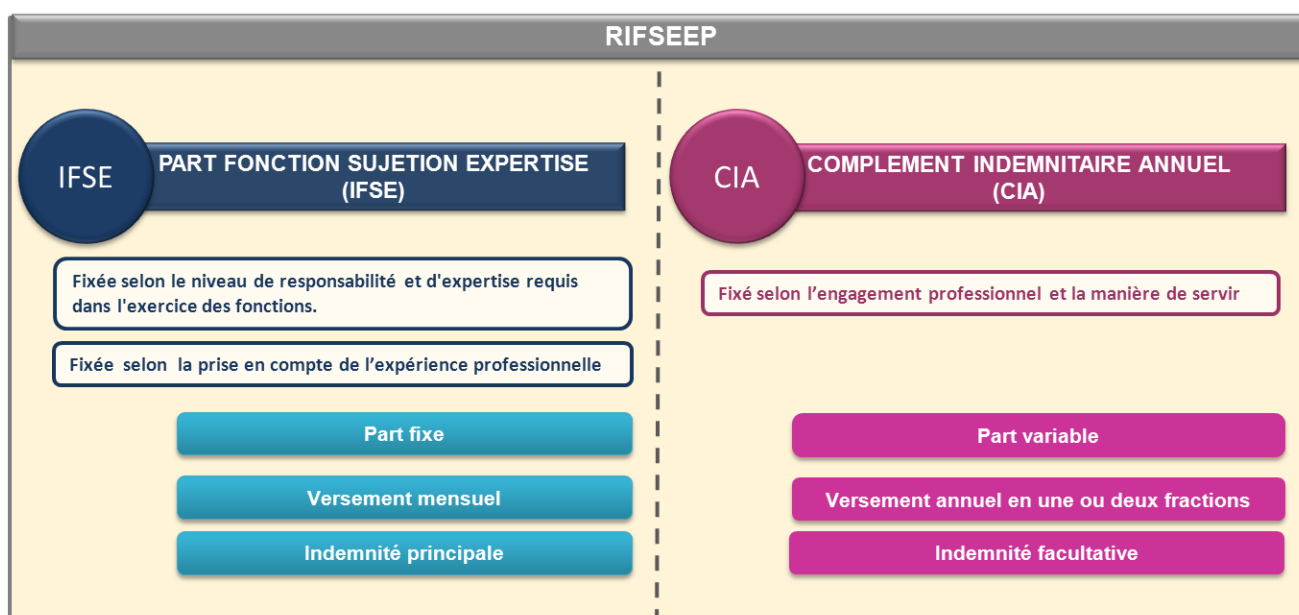 RIFSEEP
IFSE
PART FONCTION SUJETION EXPERTISE
(IFSE)
Fixée selon le niveau de responsabilité et d'expertise requis
dans l'exercice des fonctions.
Fixée selon la prise en compte de l’expérience professionnelle
Part fixe
Versement mensuel
Indemnité principale
CIA
COMPLEMENT INDEMNITAIRE ANNUEL
(CIA)
Fixé selon l’engagement professionnel et la manière de servir
Part variable
Versement annuel en une ou deux fractions
Indemnité facultative